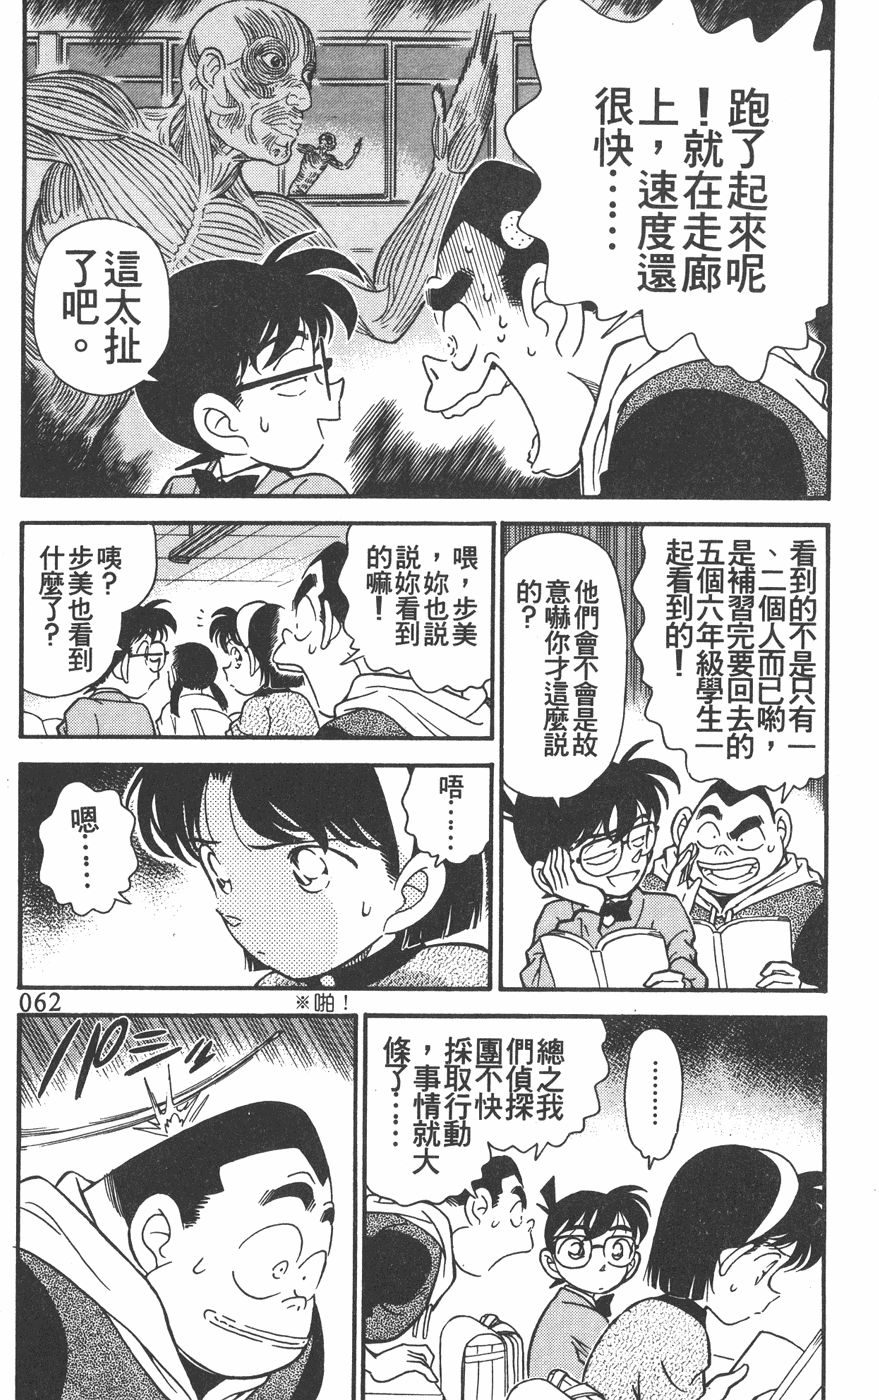 跑了起來呢
！就在走廊
上，速度還
很快……
這太扯
了吧。
看到的不是只有一
、二個人而已喲，
是補習完要回去的
五個六年級學生一
起看到的！
他們會不會是故
意嚇你才這麼說
的？
喂，步美
，妳也說
說妳看到
的嘛！
咦？
步美也看到
什麼了？
唔……
嗯……
062
※啪！
……
總之我
們偵探
團不快
採取行動
，事情就大
條了……
パーン